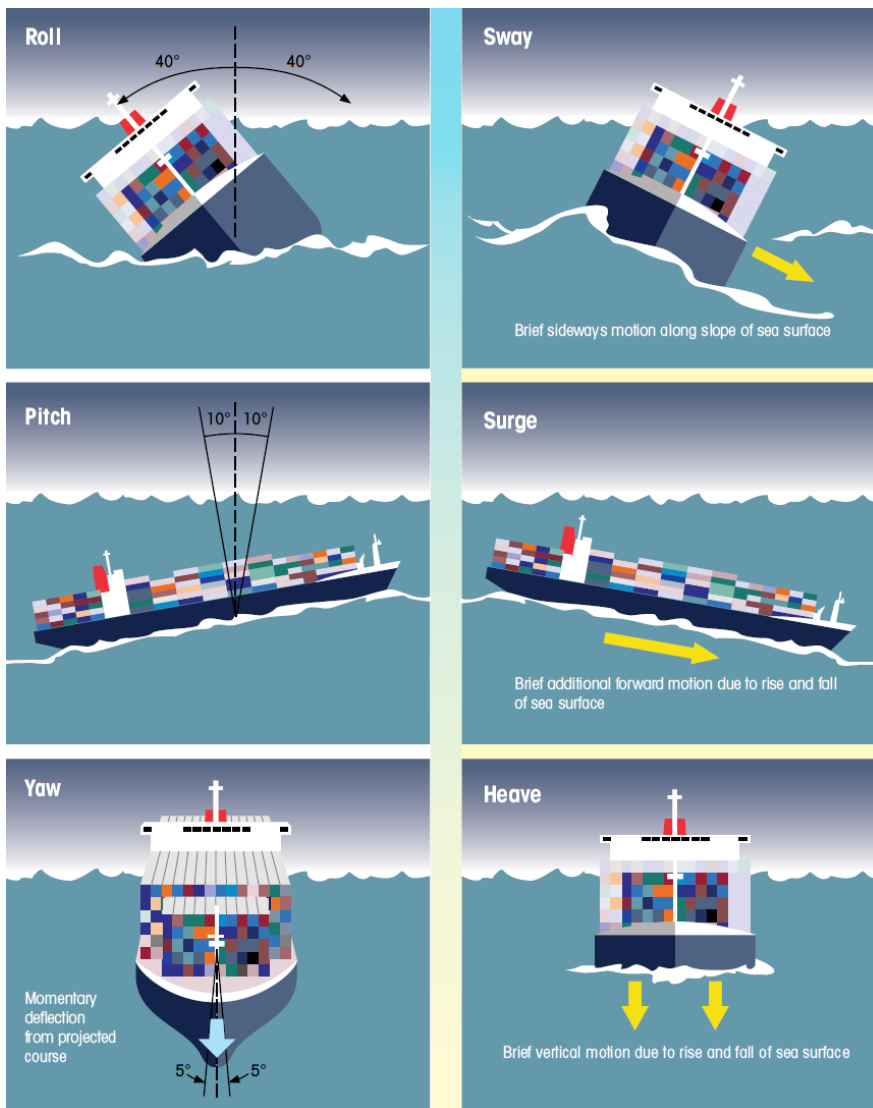 Roll
40° 40°
Sway
Brief sideways motion along slope of sea surface
Pitch
10° 10°
Surge
Brief additional forward motion due to rise and fall
of sea surface
Yaw
Momentary
deflection
from projected
course
5° 5°
Heave
Brief vertical motion due to rise and fall of sea surface